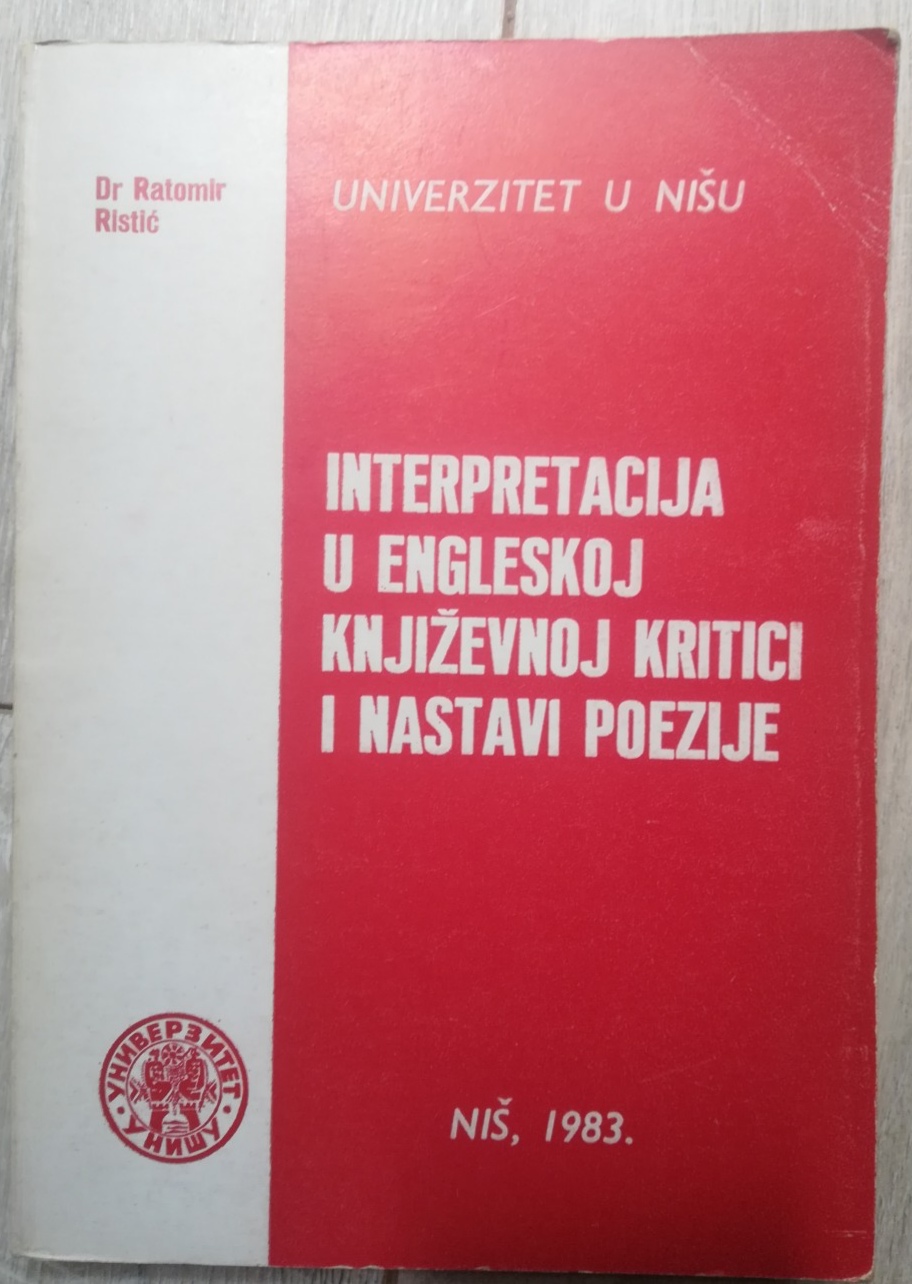 Dr Ratomir
Ristić
UNIVERZITET U NIŠU
INTERPRETACIJA
U ENGLESKOJ
KNJIŽEVNOJ KRITICI
I NASTAVI POEZIJE
УНИВЕРЗИТЕТ
У НИШУ
NIŠ, 1983.